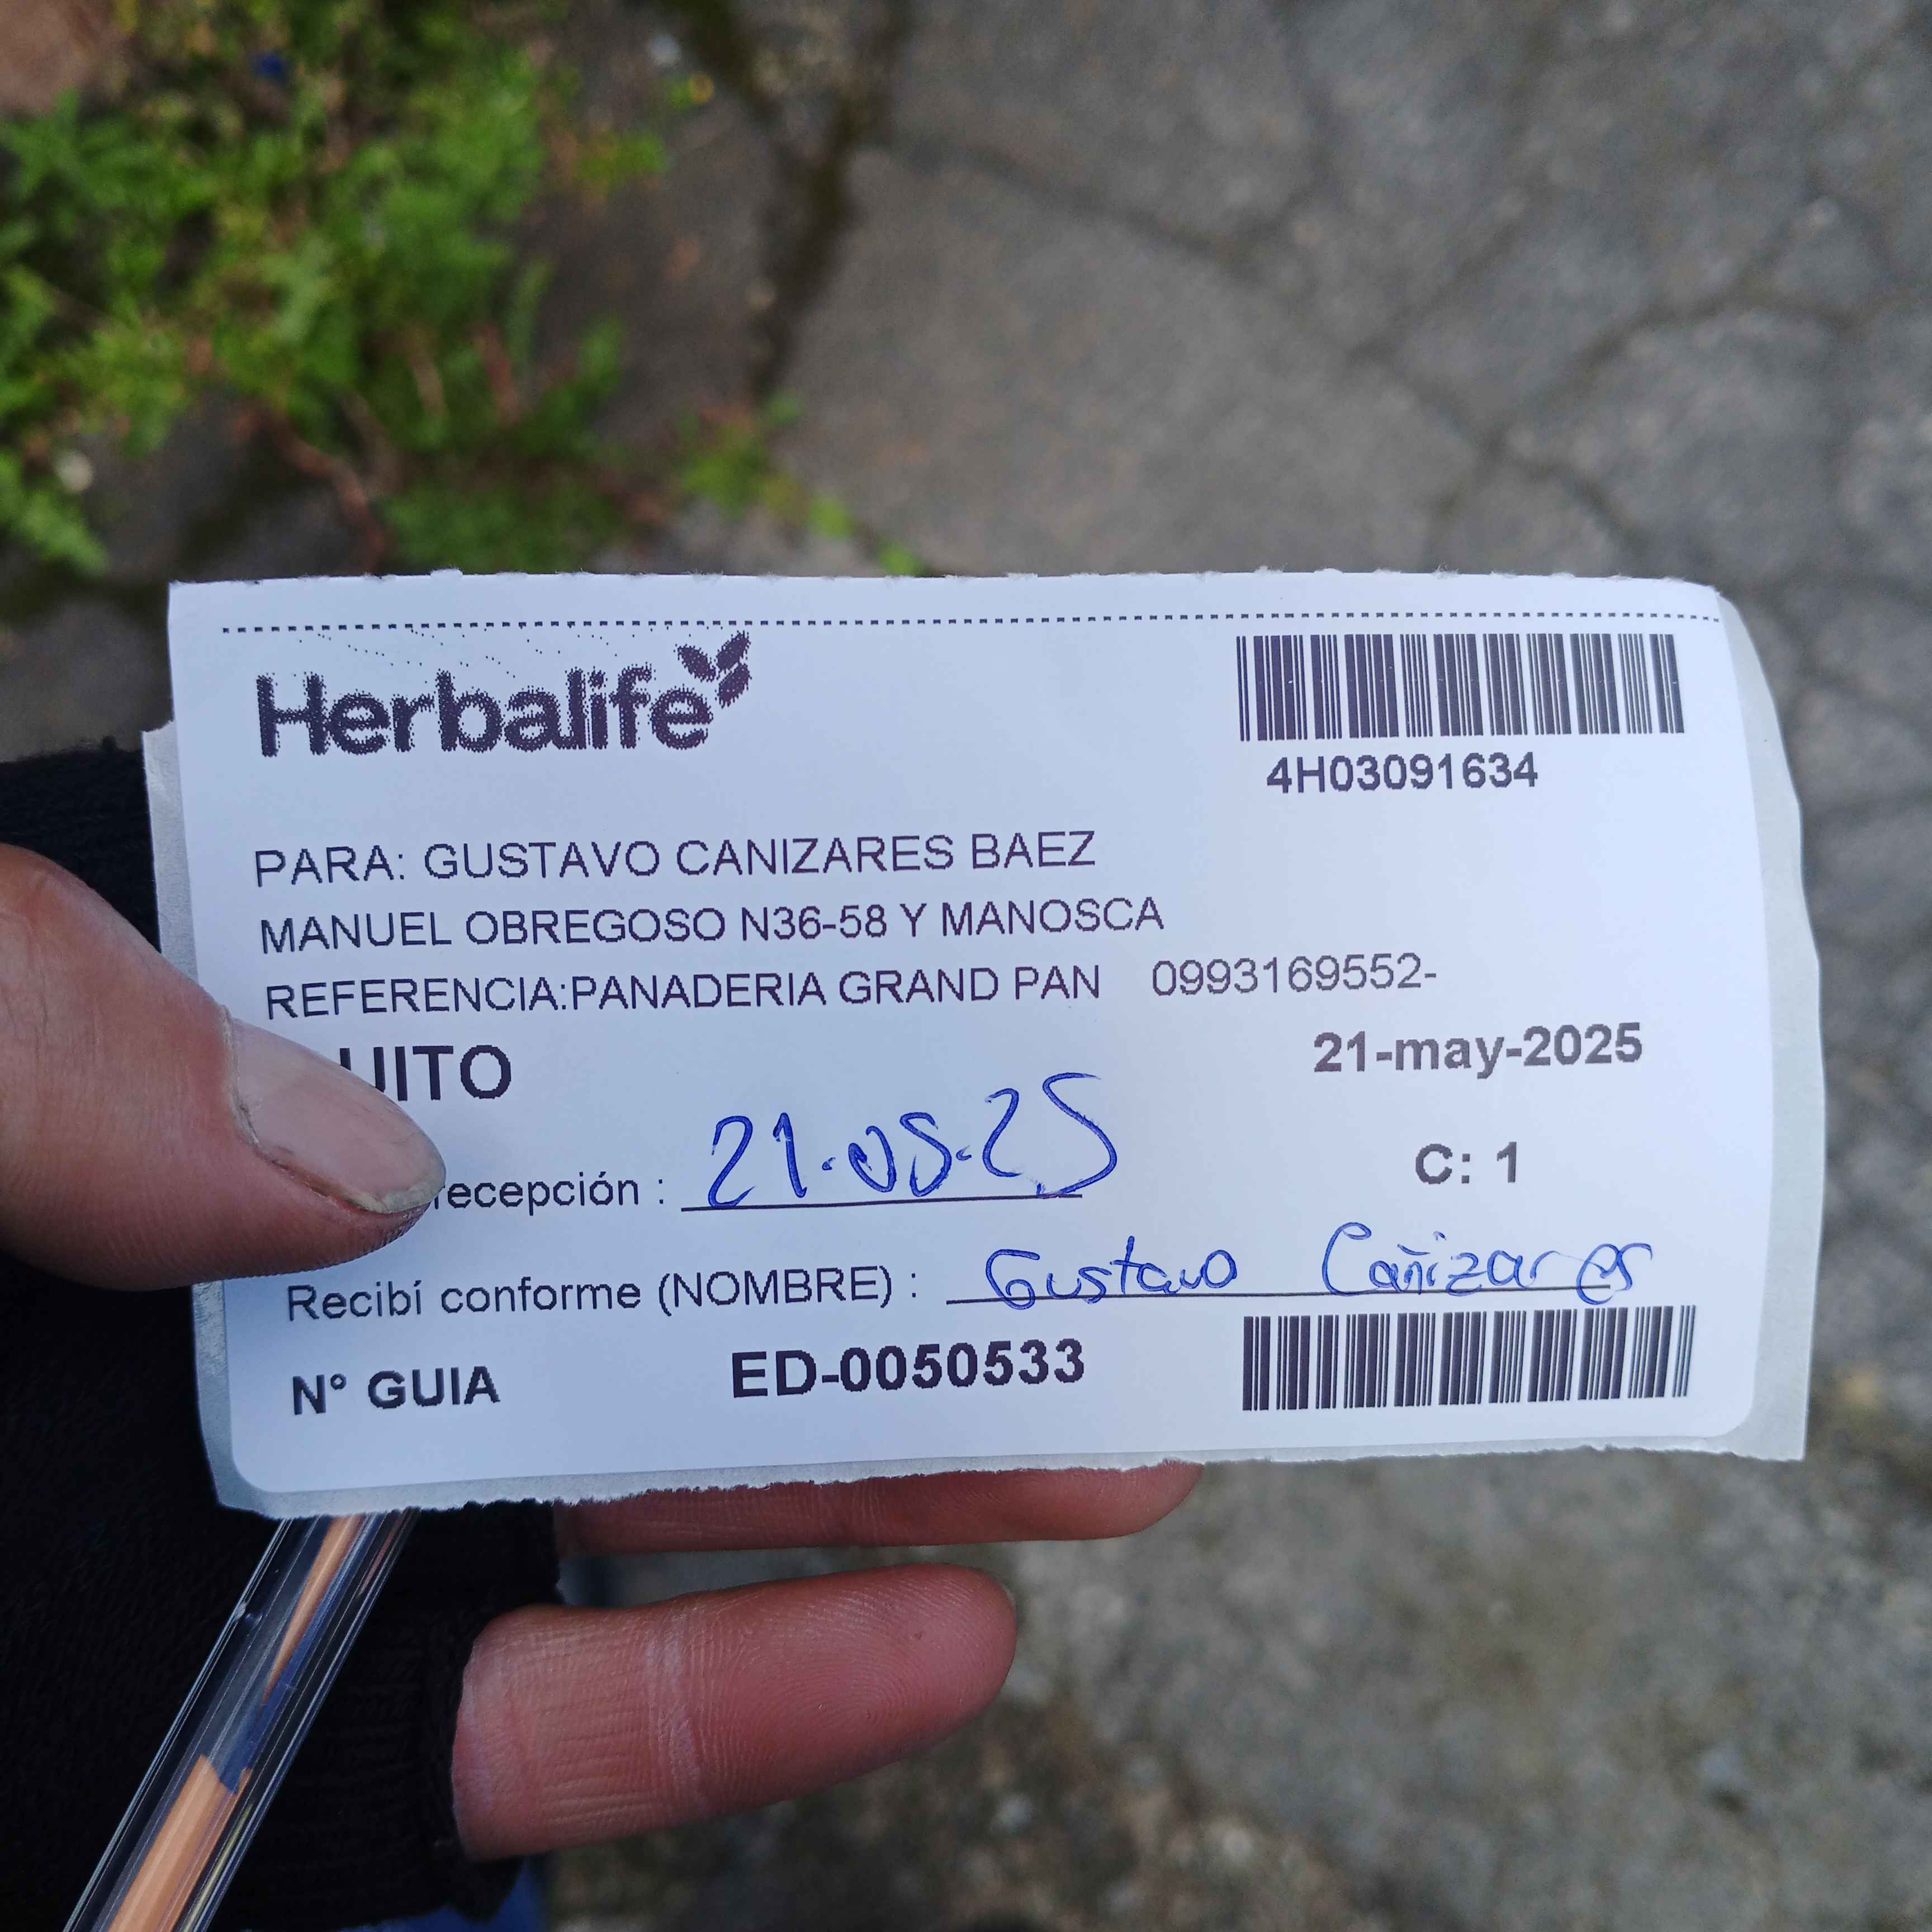 Herbalife
4H03091634
PARA: GUSTAVO CANIZARES BAEZ
MANUEL OBREGOSO N36-58 Y MANOSCA
REFERENCIA:PANADERIA GRAND PAN 0993169552-
UITO 21-may-2025
recepción : 21.05.25 C: 1
Recibí conforme (NOMBRE) : Gustavo Cañizares
N° GUIA ED-0050533